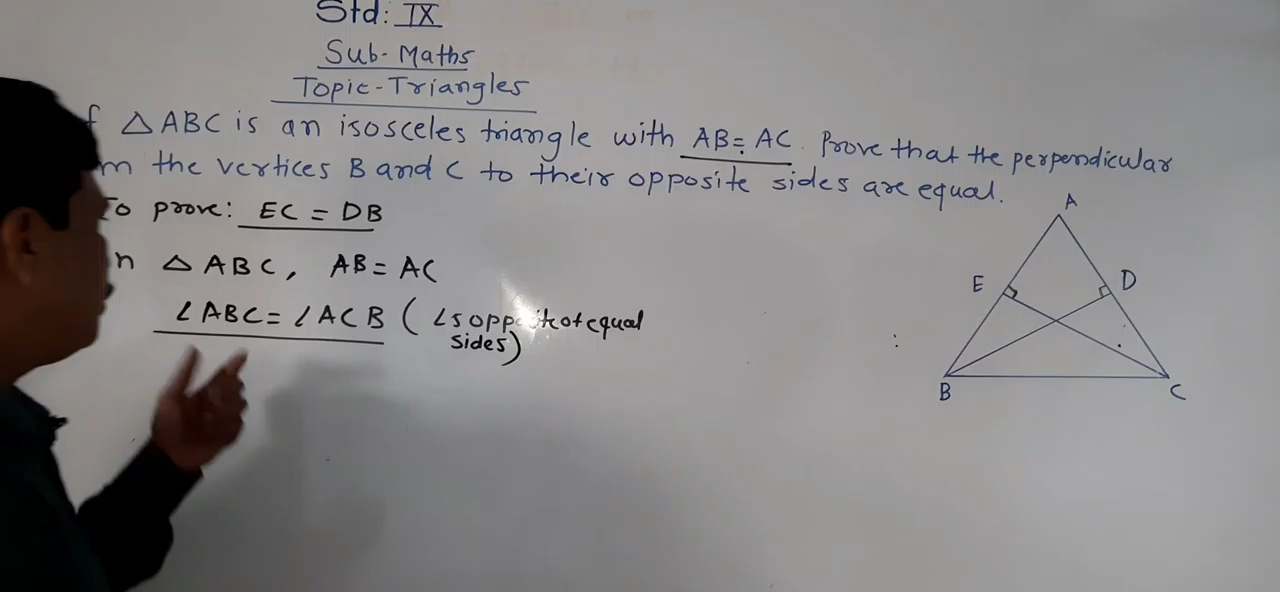 Std: IX
Sub-Maths
Topic-Triangles
f △ABC is an isosceles triangle with AB = AC. Prove that the perpendicular
m the vertices B and C to their opposite sides are equal.
To prove: EC = DB
n △ABC, AB = AC
∠ABC = ∠ACB (∠s opposite of equal
sides)
A
E
D
B
C